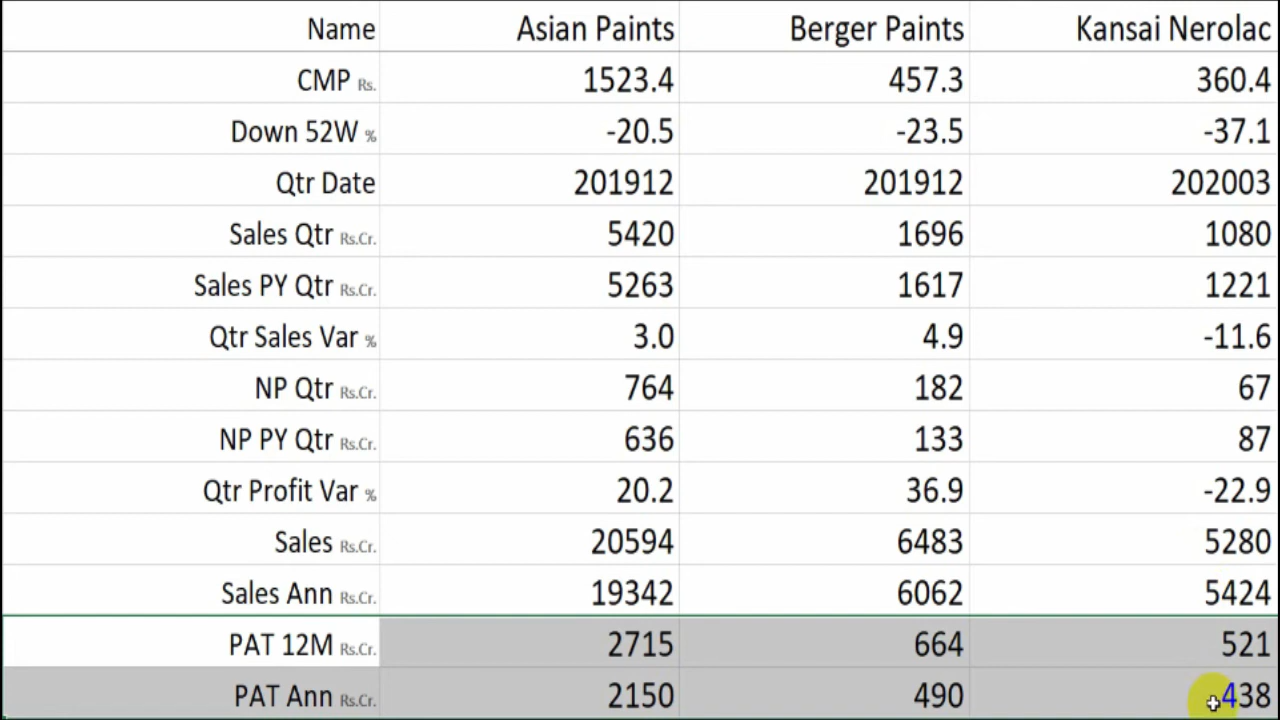 Name Asian Paints Berger Paints Kansai Nerolac
CMP Rs. 1523.4 457.3 360.4
Down 52W % -20.5 -23.5 -37.1
Qtr Date 201912 201912 202003
Sales Qtr Rs.Cr. 5420 1696 1080
Sales PY Qtr Rs.Cr. 5263 1617 1221
Qtr Sales Var % 3.0 4.9 -11.6
NP Qtr Rs.Cr. 764 182 67
NP PY Qtr Rs.Cr. 636 133 87
Qtr Profit Var % 20.2 36.9 -22.9
Sales Rs.Cr. 20594 6483 5280
Sales Ann Rs.Cr. 19342 6062 5424
PAT 12M Rs.Cr. 2715 664 521
PAT Ann Rs.Cr. 2150 490 438